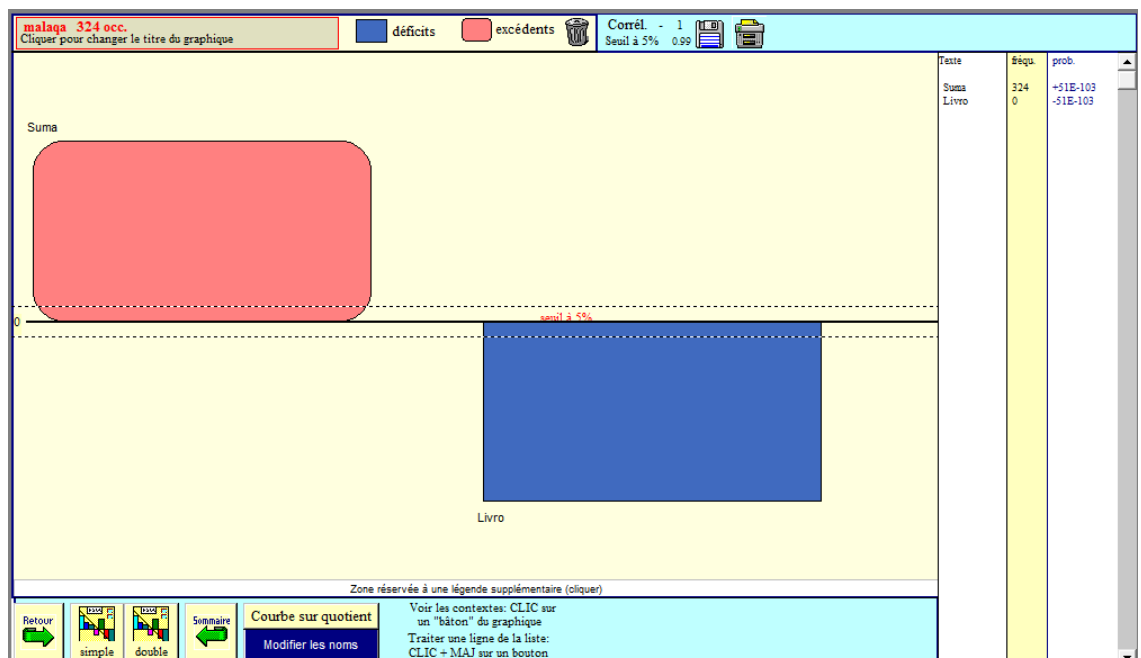 malaqa 324 occ.
Cliquer pour changer le titre du graphique
déficits
excédents
Corrél. - 1
Seuil à 5% 0.99
Texte fréqu. prob.
Suma 324 +51E-103
Livro 0 -51E-103
Suma
0
seuil à 5%
Livro
Zone réservée à une légende supplémentaire (cliquer)
Retour
simple
double
Sommaire
Courbe sur quotient
Modifier les noms
Voir les contextes: CLIC sur
un "bâton" du graphique
Traiter une ligne de la liste:
CLIC + MAJ sur un bouton